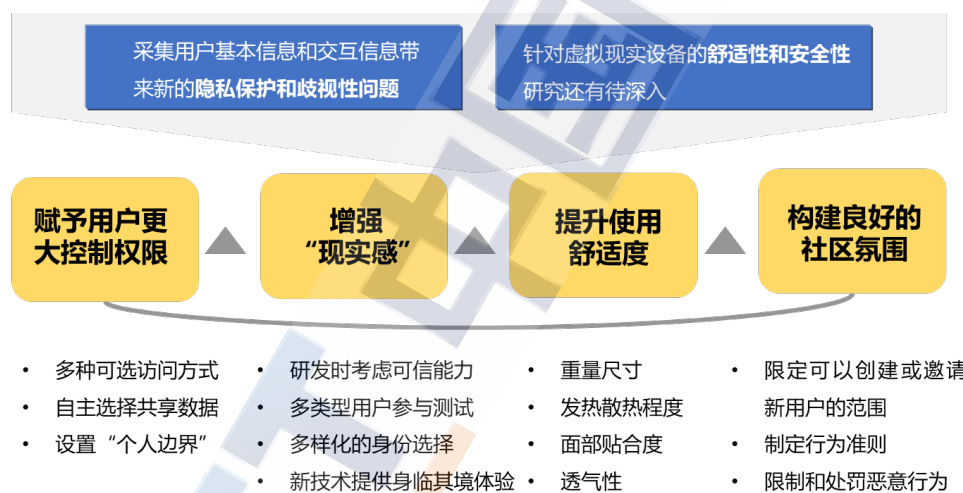 采集用户基本信息和交互信息带
来新的隐私保护和歧视性问题
针对虚拟现实设备的舒适性和安全性
研究还有待深入
赋予用户更
大控制权限
增强
“现实感”
提升使用
舒适度
构建良好的
社区氛围
• 多种可选访问方式
• 自主选择共享数据
• 设置“个人边界”
• 研发时考虑可信能力
• 多类型用户参与测试
• 多样化的身份选择
• 新技术提供身临其境体验
• 重量尺寸
• 发热散热程度
• 面部贴合度
• 透气性
• 限定可以创建或邀请
新用户的范围
• 制定行为准则
• 限制和处罚恶意行为